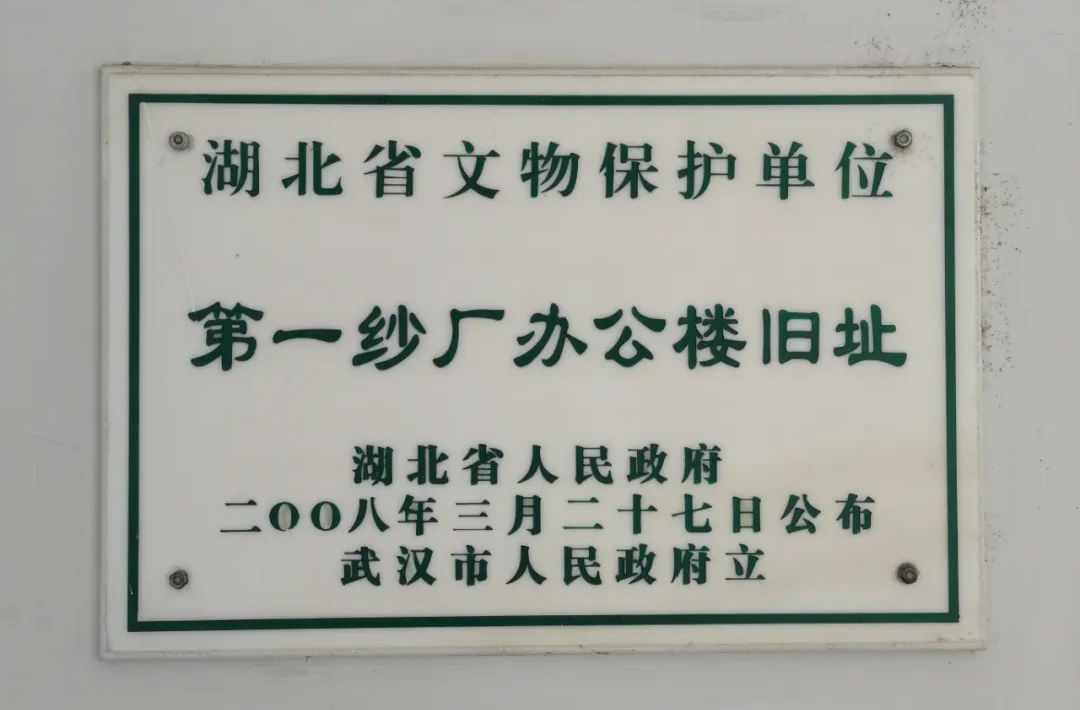 湖北省文物保护单位
第一纱厂办公楼旧址
湖北省人民政府
二〇〇八年三月二十七日公布
武汉市人民政府立